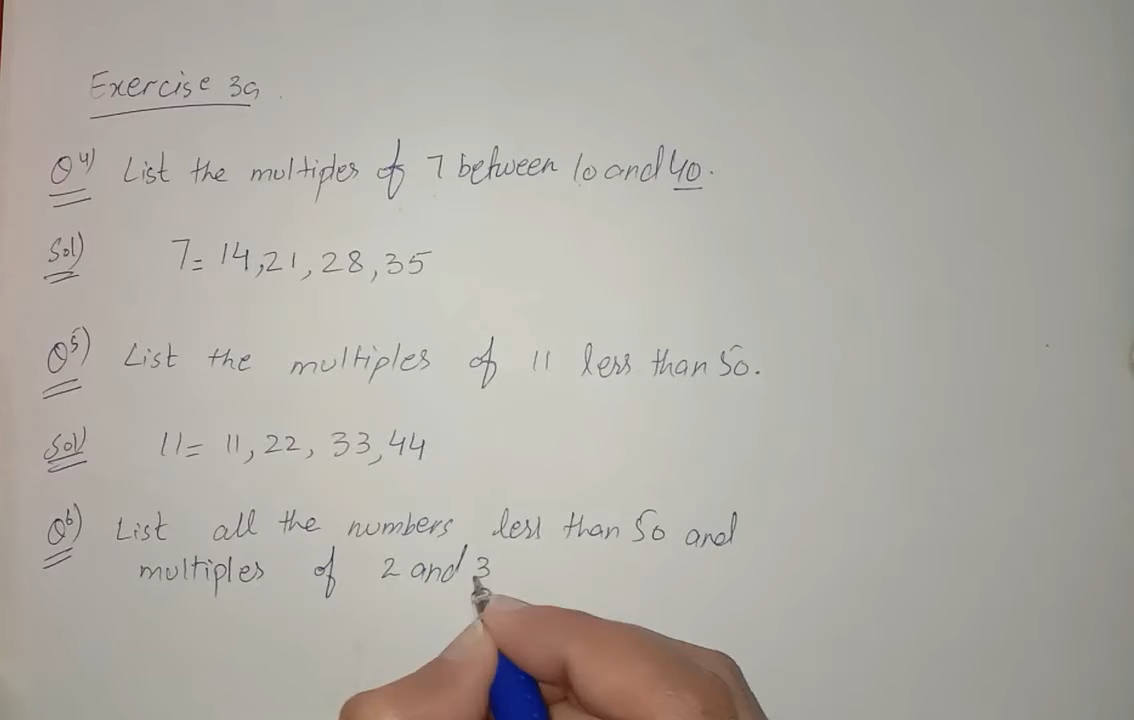 Exercise 3a.
Q4) List the multiples of 7 between 10 and 40.
Sol) 7= 14,21,28,35
Q5) List the multiples of 11 less than 50.
Sol) 11= 11, 22, 33,44
Q6) List all the numbers, less than 50 and
multiples of 2 and 3